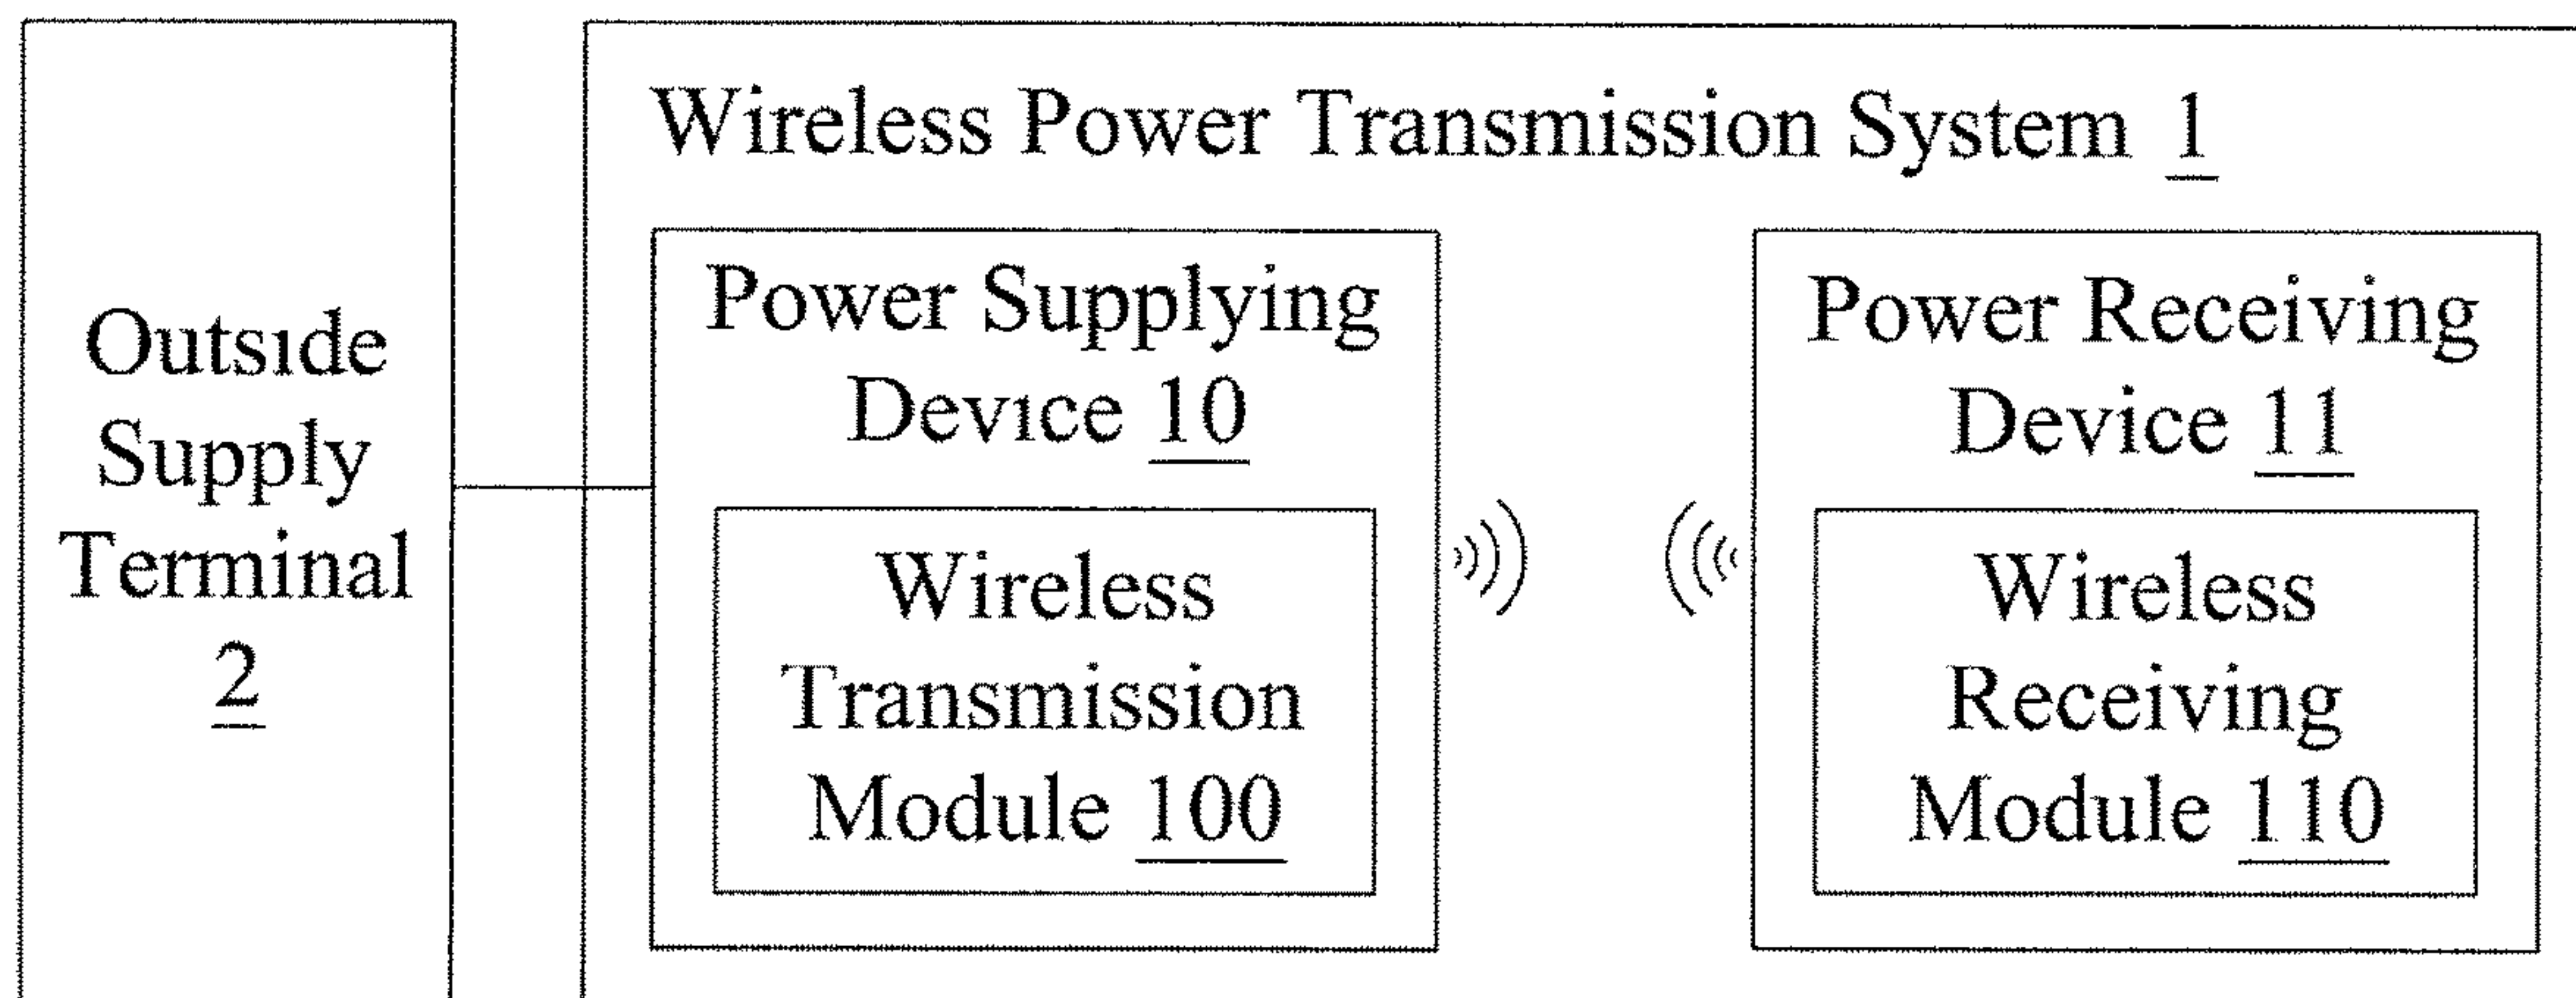 Outside
Supply
Terminal
2
Wireless Power Transmission System 1
Power Supplying
Device 10
Wireless
Transmission
Module 100
Power Receiving
Device 11
Wireless
Receiving
Module 110